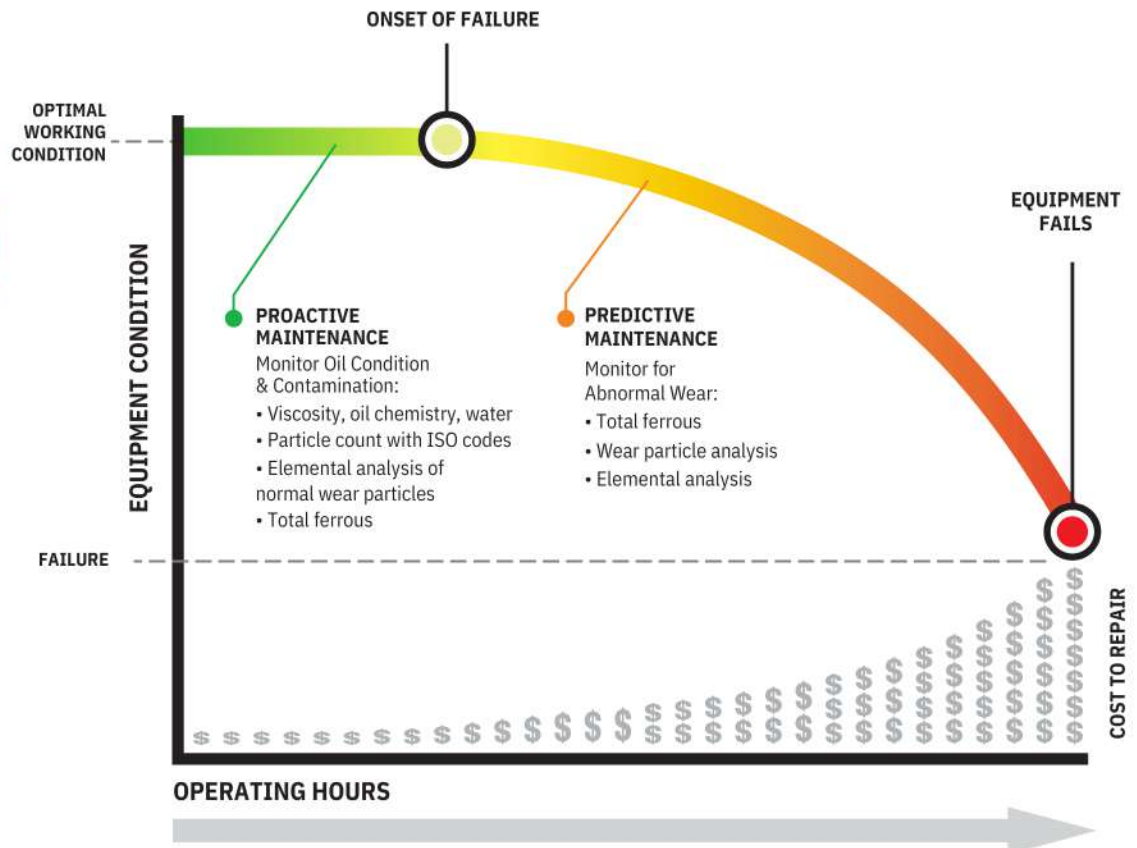 ONSET OF FAILURE
OPTIMAL
WORKING
CONDITION
EQUIPMENT
FAILS
EQUIPMENT CONDITION
PROACTIVE
MAINTENANCE
Monitor Oil Condition
& Contamination:
• Viscosity, oil chemistry, water
• Particle count with ISO codes
• Elemental analysis of
normal wear particles
• Total ferrous
PREDICTIVE
MAINTENANCE
Monitor for
Abnormal Wear:
• Total ferrous
• Wear particle analysis
• Elemental analysis
FAILURE
COST TO REPAIR
OPERATING HOURS